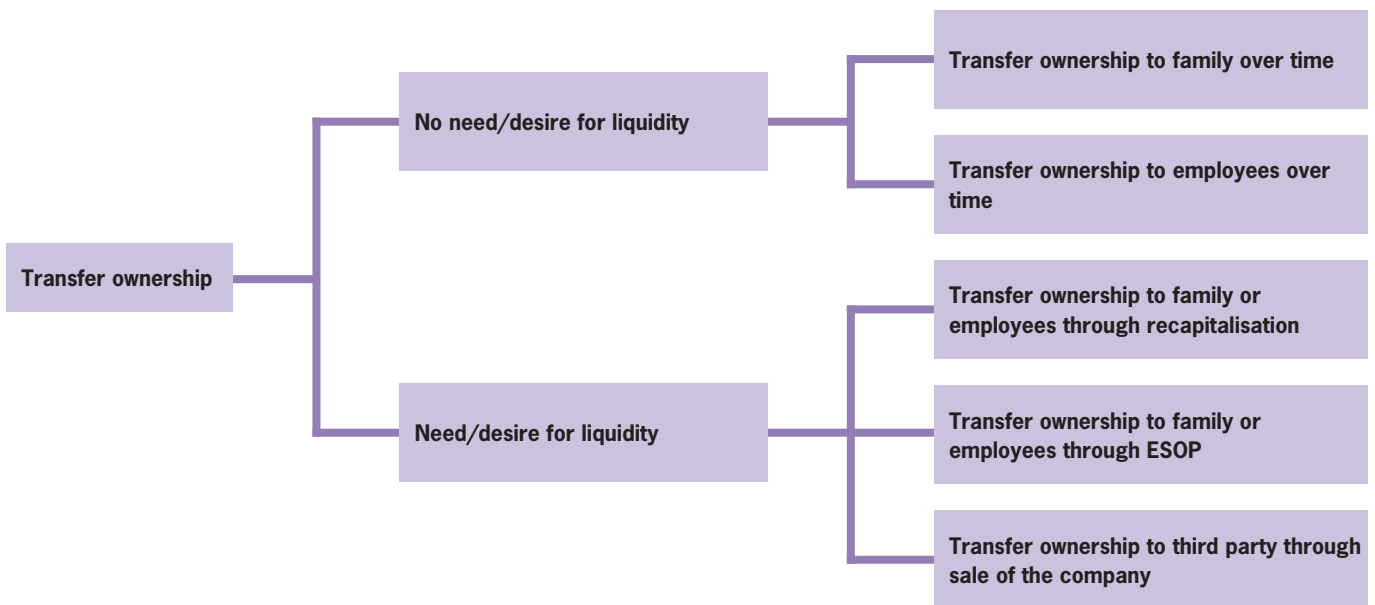 Transfer ownership
No need/desire for liquidity
Need/desire for liquidity
Transfer ownership to family over time
Transfer ownership to employees over
time
Transfer ownership to family or
employees through recapitalisation
Transfer ownership to family or
employees through ESOP
Transfer ownership to third party through
sale of the company